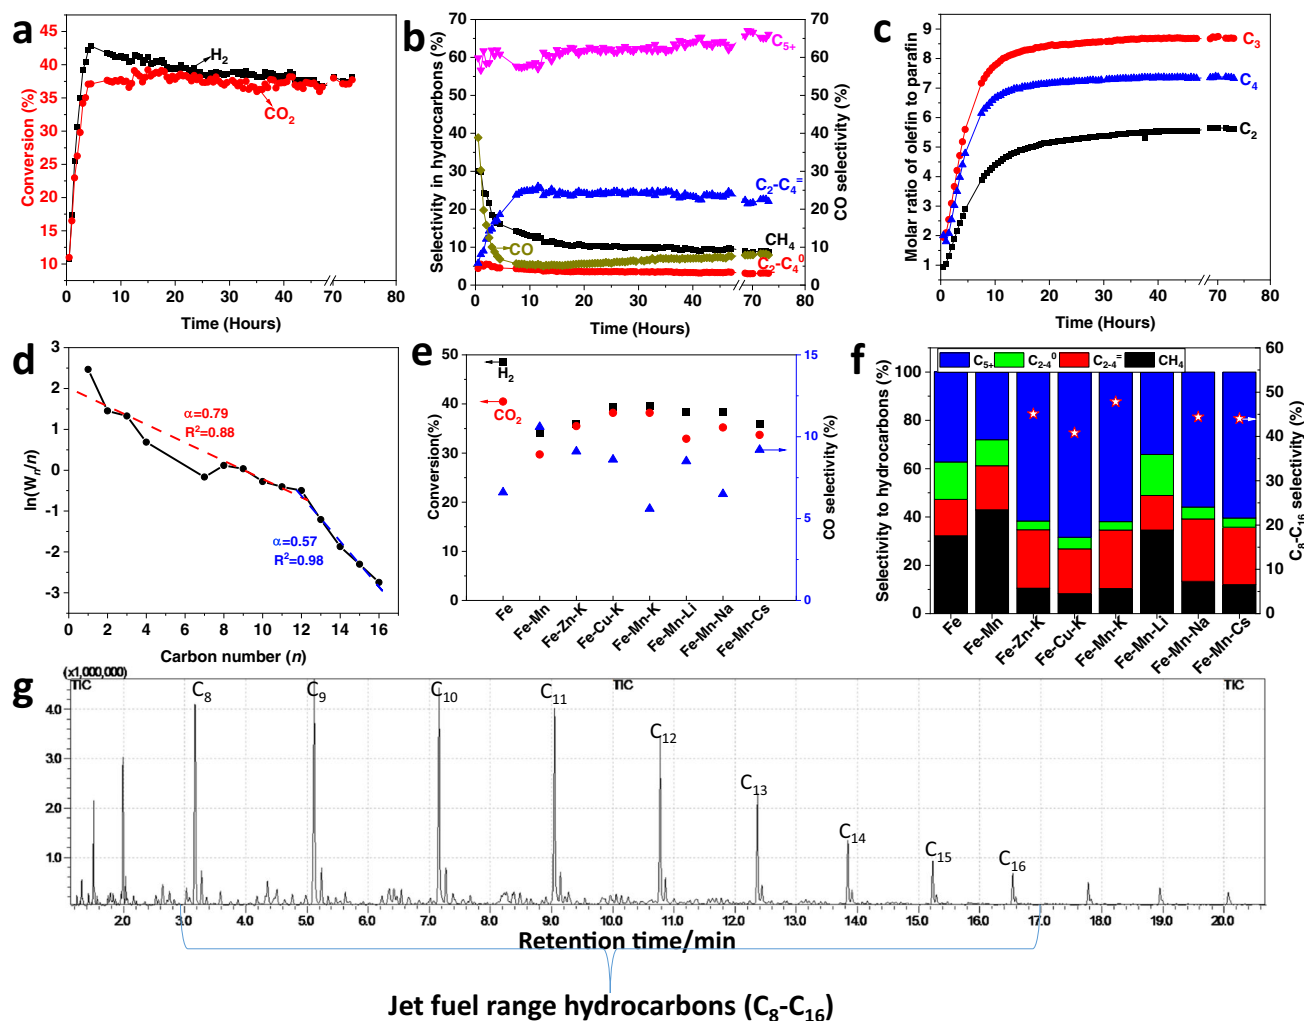 a
Conversion (%)
45
40
35
30
25
20
15
10
H2
CO2
0
20
40
60
80
Time (Hours)
b
Selectivity in hydrocarbons (%)
70
60
50
40
30
20
10
0
C5+
C2-C4=
CH4
CO
C2-C40
70
60
50
40
30
20
10
0
CO selectivity (%)
0
10
20
30
40
70
80
Time (Hours)
c
Molar ratio of olefin to parafin
9
8
7
6
5
4
3
2
1
C3
C4
C2
0
10
20
30
40
70
80
Time (Hours)
d
ln(Wn/n)
3
2
1
0
-1
-2
-3
α=0.79
R2=0.88
α=0.57
R2=0.98
0
2
4
6
8
10
12
14
16
Carbon number (n)
e
Conversion(%)
50
40
30
20
10
0
H2
CO2
15
10
5
0
CO selectivity (%)
Fe
Fe-Mn
Fe-Zn-K
Fe-Cu-K
Fe-Mn-K
Fe-Mn-Li
Fe-Mn-Na
Fe-Mn-Cs
f
Selectivity to hydrocarbons (%)
100
80
60
40
20
0
C5+ C2-40 C2-4= CH4
60
50
40
30
20
10
0
C8-C16 selectivity (%)
Fe
Fe-Mn
Fe-Zn-K
Fe-Cu-K
Fe-Mn-K
Fe-Mn-Li
Fe-Mn-Na
Fe-Mn-Cs
g
(x1,000,000)
TIC
TIC
TIC
4.0
3.0
2.0
1.0
C8
C9
C10
C11
C12
C13
C14
C15
C16
2.0 3.0 4.0 5.0 6.0 7.0 8.0 9.0 10.0 11.0 12.0 13.0 14.0 15.0 16.0 17.0 18.0 19.0 20.0
Retention time/min
Jet fuel range hydrocarbons (C8-C16)